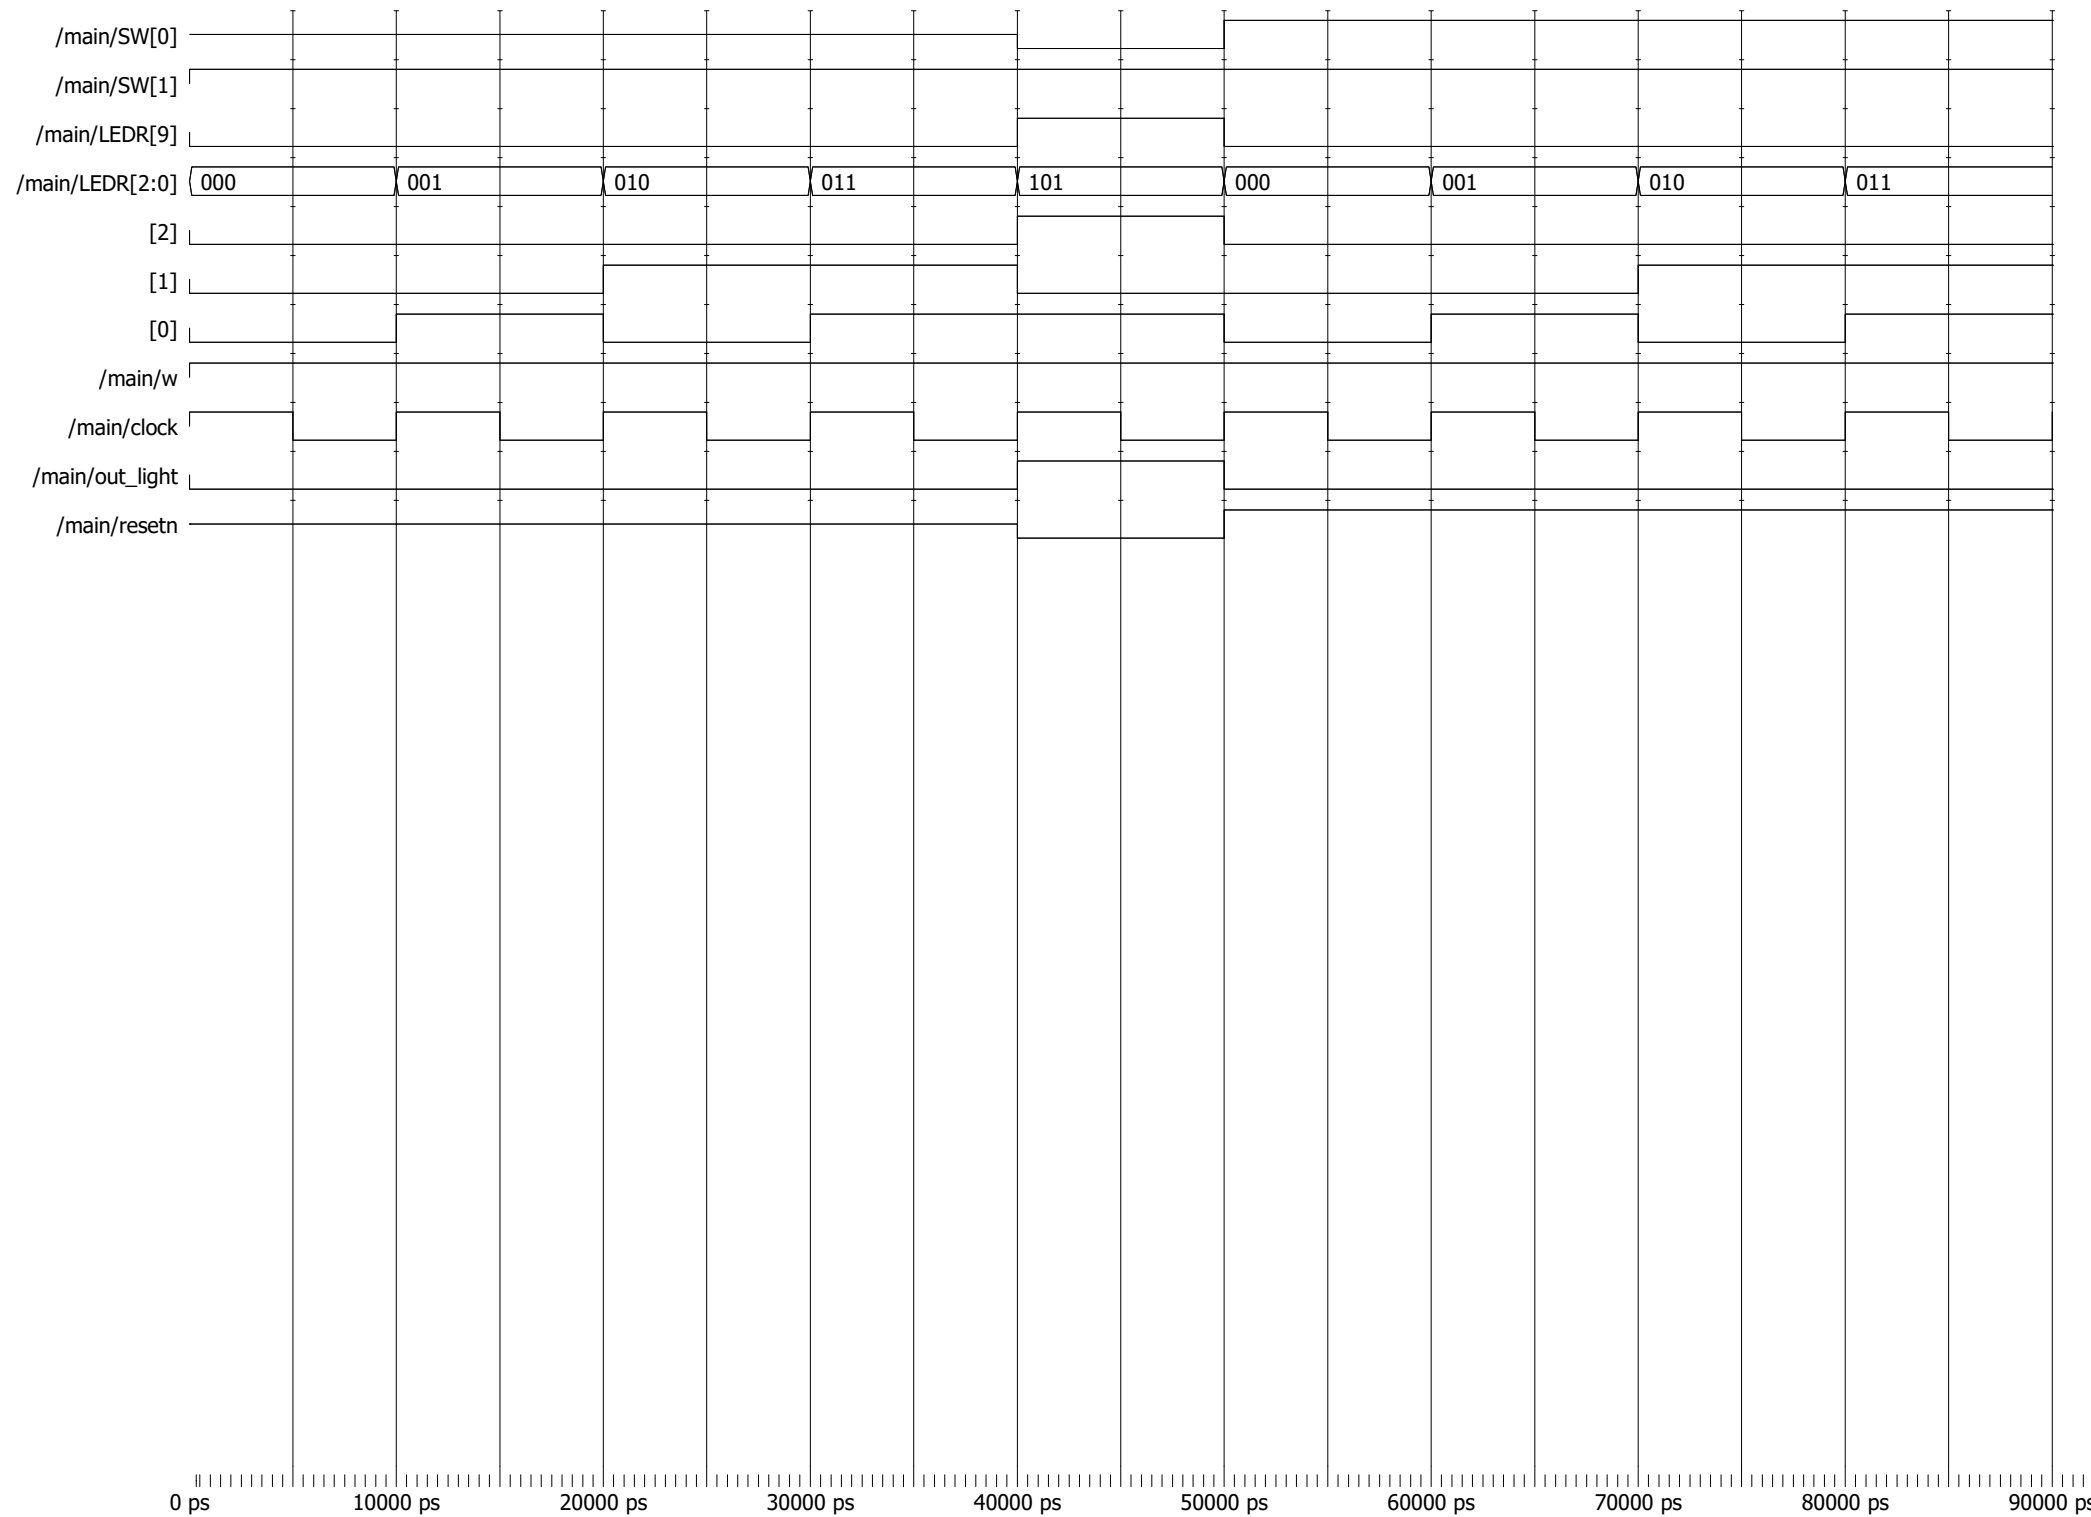 /main/SW[0]
/main/SW[1]
/main/LEDR[9]
/main/LEDR[2:0] 000 001 010 011 101 000 001 010 011
[2]
[1]
[0]
/main/w
/main/clock
/main/out_light
/main/resetn
0 ps 10000 ps 20000 ps 30000 ps 40000 ps 50000 ps 60000 ps 70000 ps 80000 ps 90000 ps